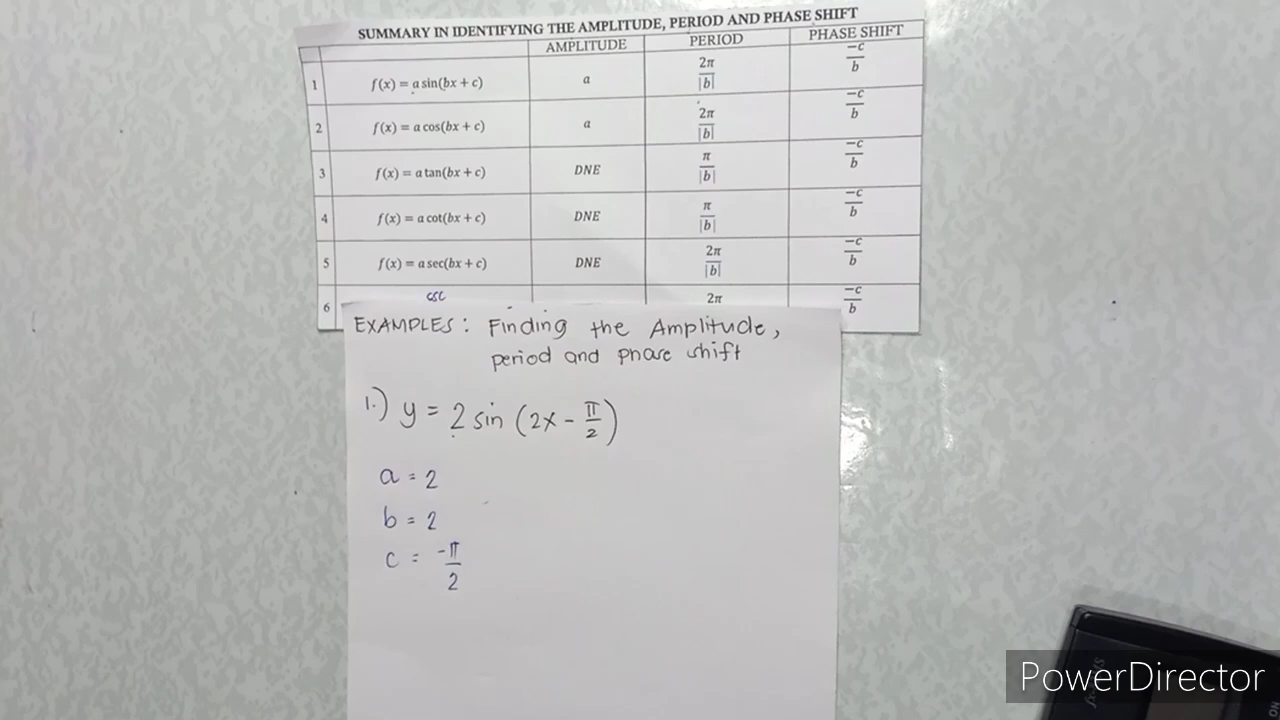 SUMMARY IN IDENTIFYING THE AMPLITUDE, PERIOD AND PHASE SHIFT
AMPLITUDE PERIOD PHASE SHIFT
1 f(x) = a sin(bx + c) a 2π/|b| −c/b
2 f(x) = a cos(bx + c) a 2π/|b| −c/b
3 f(x) = a tan(bx + c) DNE π/|b| −c/b
4 f(x) = a cot(bx + c) DNE π/|b| −c/b
5 f(x) = a sec(bx + c) DNE 2π/|b| −c/b
6 csc 2π −c/b
EXAMPLES: Finding the Amplitude,
period and phase shift
1.) y = 2 sin (2x - π/2)
a = 2
b = 2
c = -π/2
PowerDirector